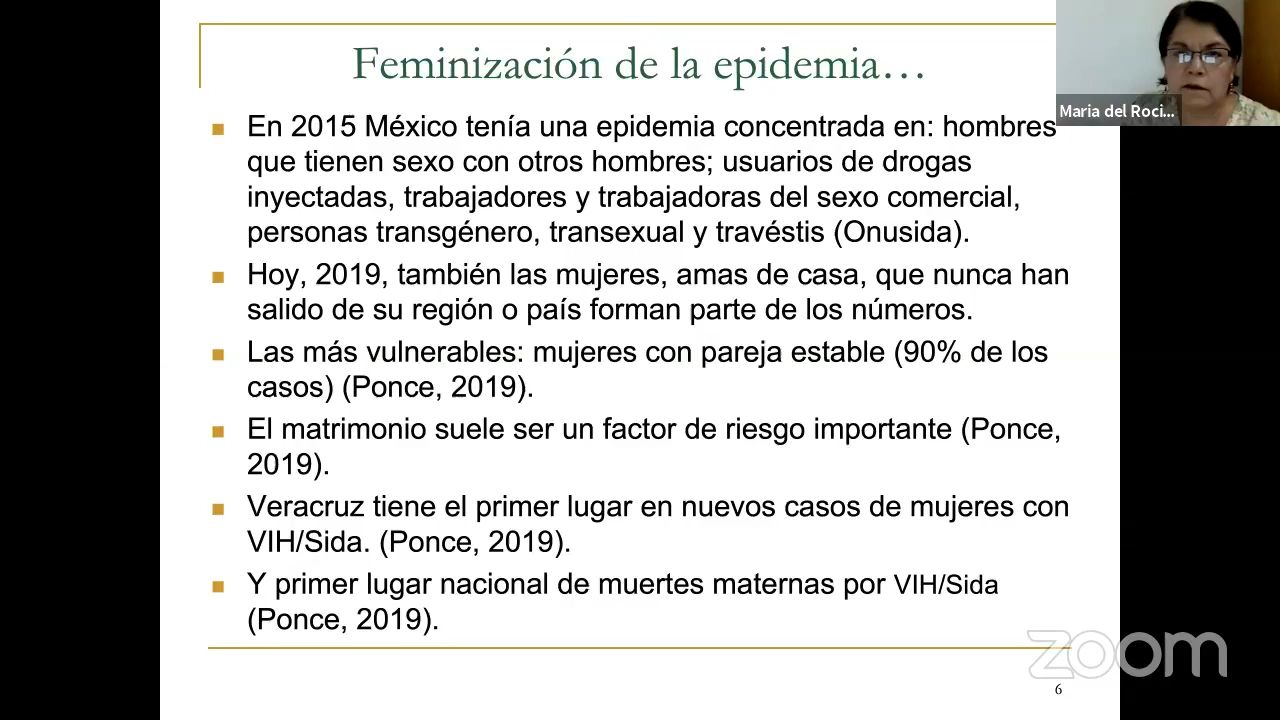 Feminización de la epidemia…
Maria del Roci...
En 2015 México tenía una epidemia concentrada en: hombres
que tienen sexo con otros hombres; usuarios de drogas
inyectadas, trabajadores y trabajadoras del sexo comercial,
personas transgénero, transexual y travéstis (Onusida).
Hoy, 2019, también las mujeres, amas de casa, que nunca han
salido de su región o país forman parte de los números.
Las más vulnerables: mujeres con pareja estable (90% de los
casos) (Ponce, 2019).
El matrimonio suele ser un factor de riesgo importante (Ponce,
2019).
Veracruz tiene el primer lugar en nuevos casos de mujeres con
VIH/Sida. (Ponce, 2019).
Y primer lugar nacional de muertes maternas por VIH/Sida
(Ponce, 2019).
zoom
6